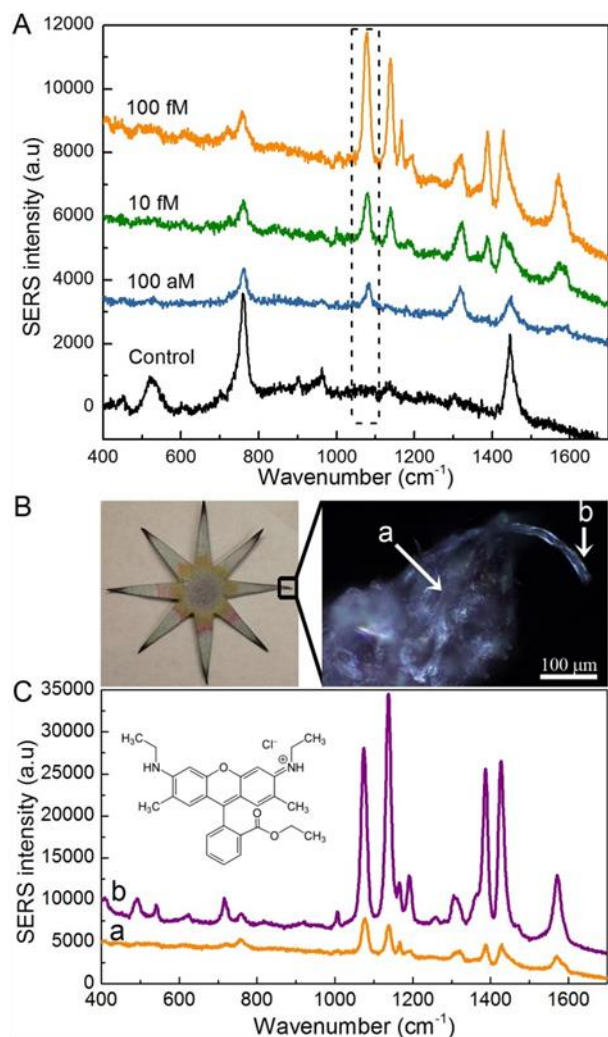 A
12000
10000
8000
6000
4000
2000
0
SERS intensity (a.u)
100 fM
10 fM
100 aM
Control
400 600 800 1000 1200 1400 1600
Wavenumber (cm⁻¹)
B
a
b
100 μm
C
35000
30000
25000
20000
15000
10000
5000
0
SERS intensity (a.u)
H₃C
HN
O
Cl⁻
⊕
NH
CH₃
H₃C
CH₃
O
O
CH₃
b
a
400 600 800 1000 1200 1400 1600
Wavenumber (cm⁻¹)